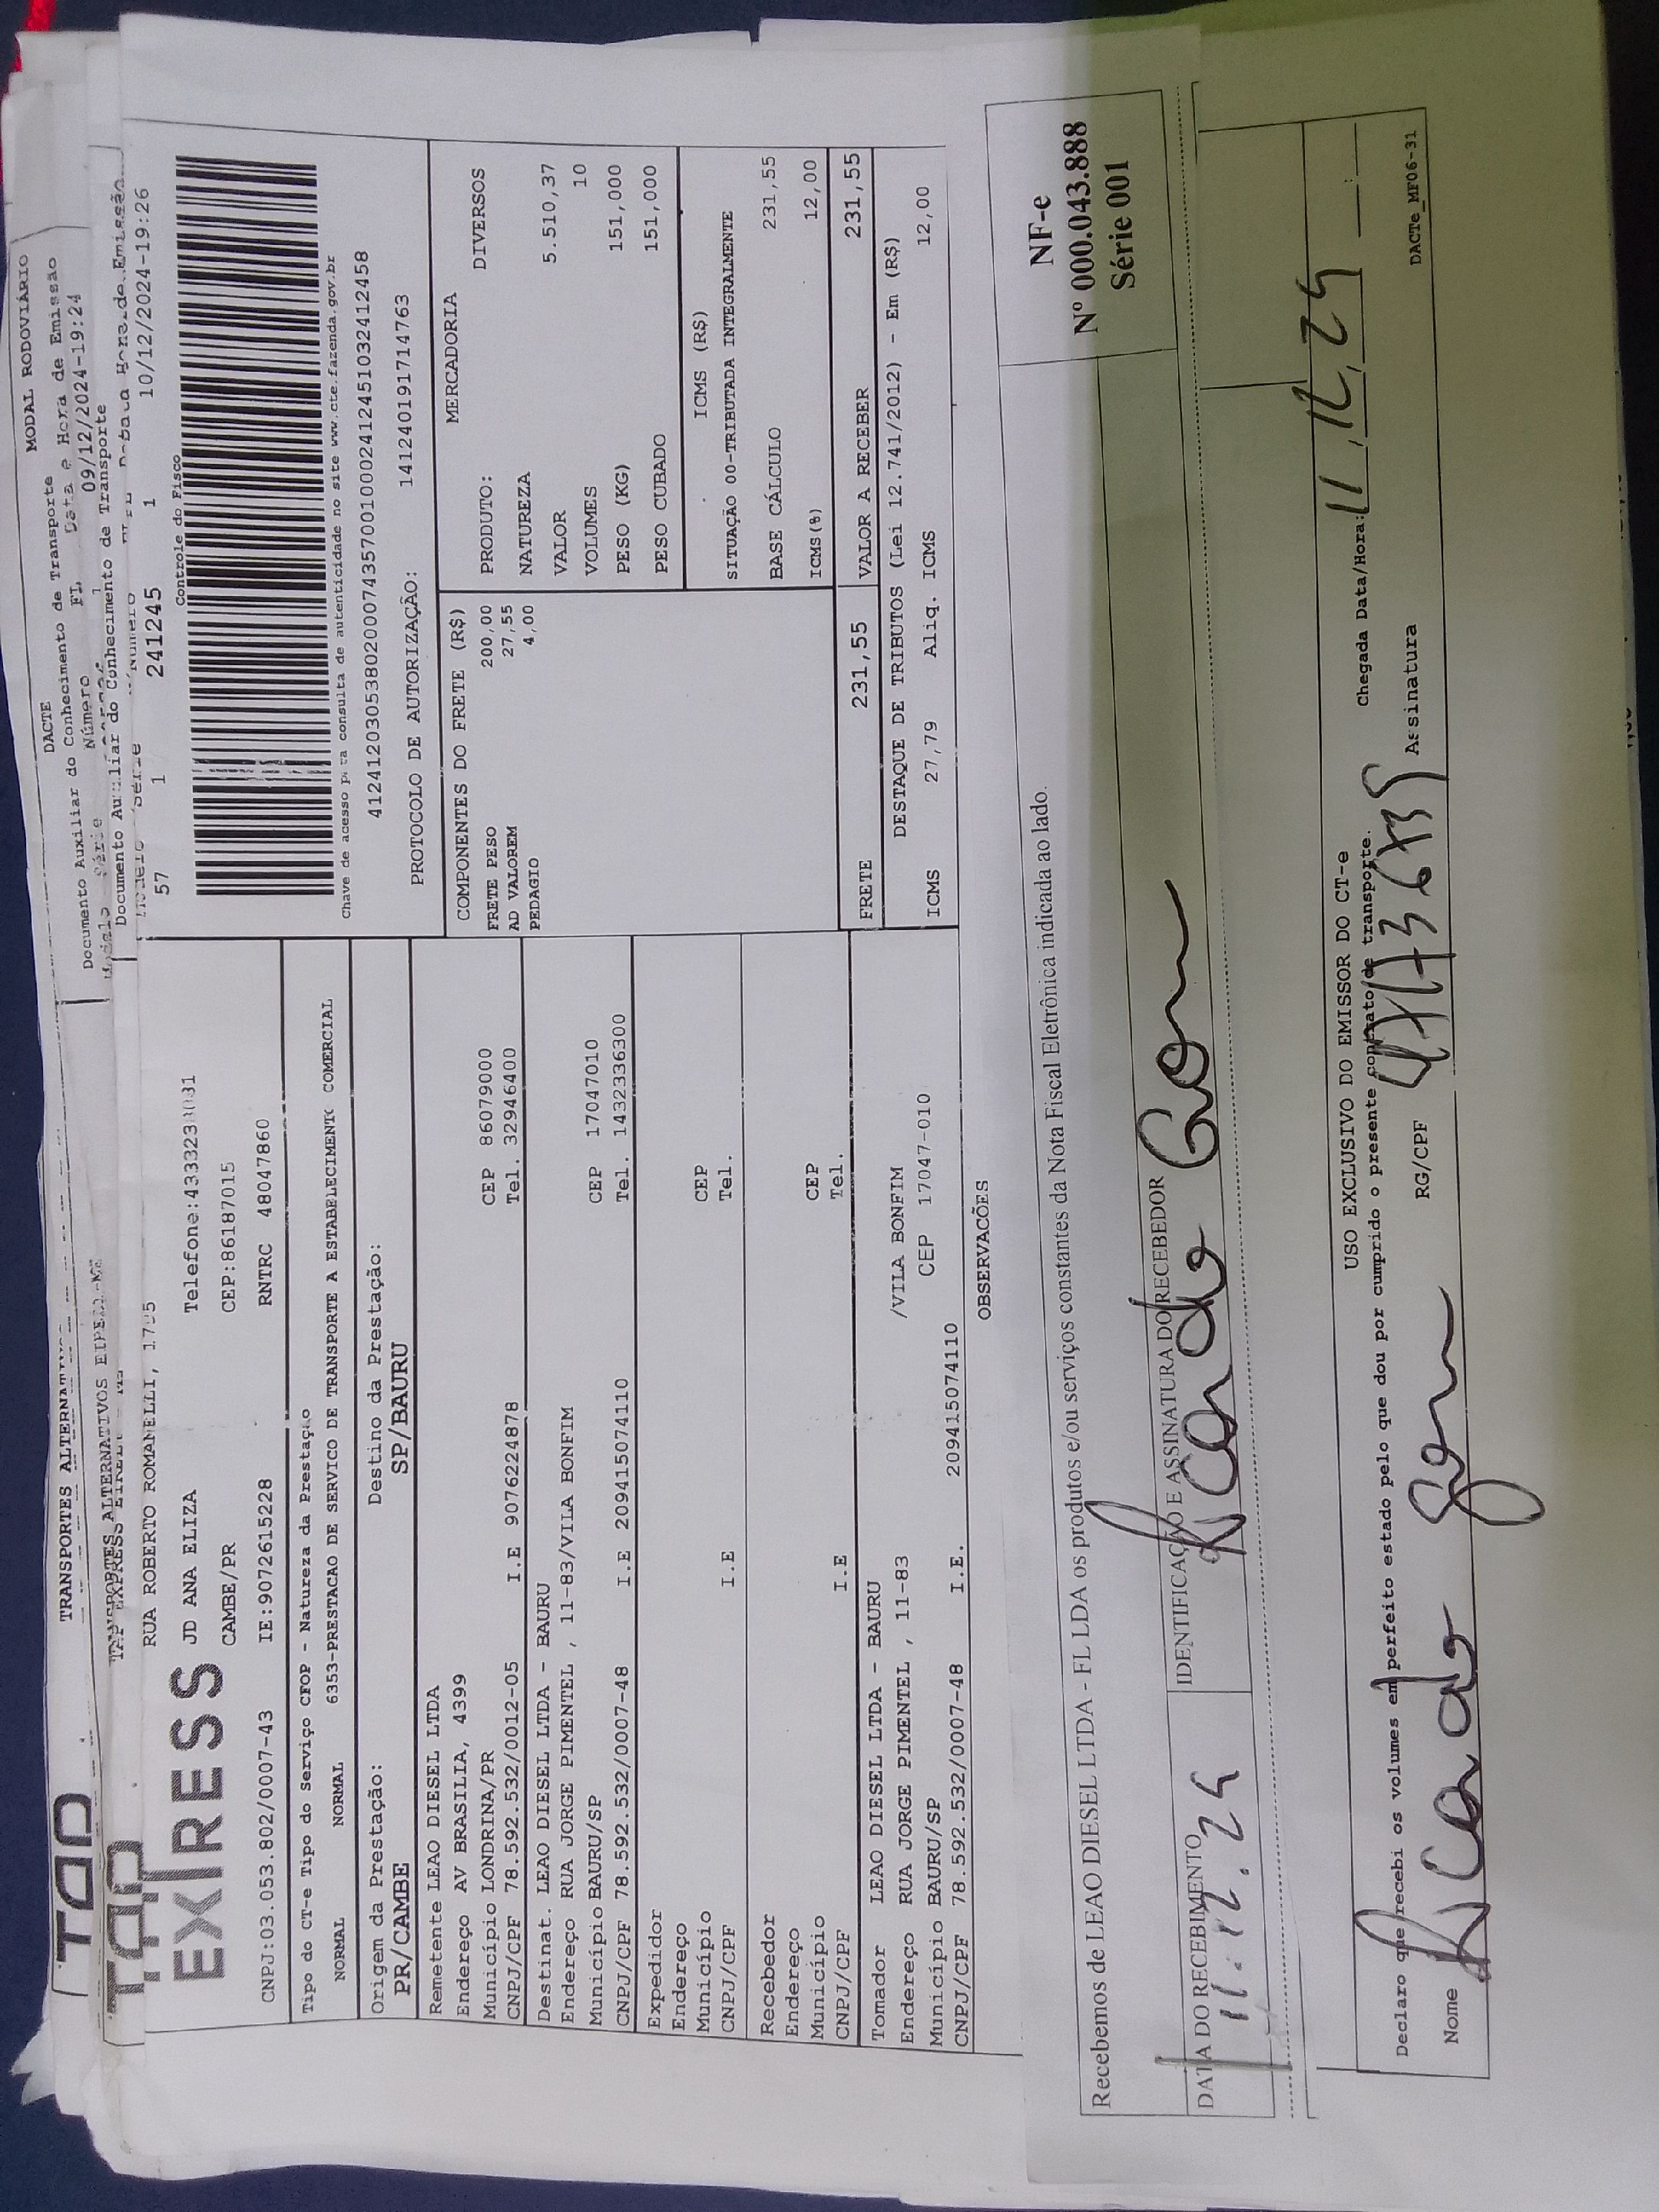 MODAL RODOVIÁRIO
DACTE
Documento Auxiliar do Conhecimento de Transporte
Número FL Data e Hora de Emissão
09/12/2024-19:24
TRANSPORTES
TRANSPORTES ALTERNATIVOS
Documento Auxiliar do Conhecimento de Transporte
Série Número
57 1 241245 1 10/12/2024-19:26
TAP
TAP
EXPRESS
RUA ROBERTO ROMANELLI,
JD ANA ELIZA
CAMBE/PR CEP:86187015
CNPJ:03.053.802/0007-43 IE:9072615228 RNTRC 48047860
Controle do Fisco
Chave de acesso para consulta de autenticidade no site www.cte.fazenda.gov.br
41241203053802000743570010002412451032412458
PROTOCOLO DE AUTORIZAÇÃO: 141240191714763
Tipo do CT-e Tipo do Serviço CFOP - Natureza da Prestação
NORMAL NORMAL 6353-PRESTACAO DE SERVICO DE TRANSPORTE A ESTABELECIMENTO COMERCIAL
Origem da Prestação: Destino da Prestação:
PR/CAMBE SP/BAURU
Remetente LEAO DIESEL LTDA
Endereço AV BRASILIA, 4399
Município LONDRINA/PR CEP 86079000
CNPJ/CPF 78.592.532/0012-05 I.E 9076224878 Tel. 32946400
Destinat. LEAO DIESEL LTDA - BAURU
Endereço RUA JORGE PIMENTEL , 11-83/VILA BONFIM
Município BAURU/SP CEP 17047010
CNPJ/CPF 78.592.532/0007-48 I.E 209415074110 Tel. 1432336300
Expedidor
Endereço
Município CEP
CNPJ/CPF I.E Tel.
Recebedor
Endereço
Município CEP
CNPJ/CPF I.E Tel.
Tomador LEAO DIESEL LTDA - BAURU
Endereço RUA JORGE PIMENTEL , 11-83 /VILA BONFIM
Município BAURU/SP CEP 17047-010
CNPJ/CPF 78.592.532/0007-48 I.E. 209415074110
COMPONENTES DO FRETE (R$)
FRETE PESO 200,00
AD VALOREM 27,55
PEDAGIO 4,00
MERCADORIA
PRODUTO: DIVERSOS
NATUREZA
VALOR 5.510,37
VOLUMES 10
PESO (KG) 151,000
PESO CUBADO 151,000
ICMS (R$)
SITUAÇÃO 00-TRIBUTADA INTEGRALMENTE
BASE CÁLCULO 231,55
ICMS(%) 12,00
FRETE 231,55 VALOR A RECEBER 231,55
DESTAQUE DE TRIBUTOS (Lei 12.741/2012) - Em (R$)
ICMS 27,79 Aliq. ICMS 12,00
OBSERVAÇÕES
Recebemos de LEAO DIESEL LTDA - FL LDA os produtos e/ou serviços constantes da Nota Fiscal Eletrônica indicada ao lado.
NF-e
Nº 000.043.888
Série 001
DATA DO RECEBIMENTO IDENTIFICAÇÃO E ASSINATURA DO RECEBEDOR
11.12.24
USO EXCLUSIVO DO EMISSOR DO CT-e
Declaro que recebi os volumes em perfeito estado pelo que dou por cumprido o presente contrato de transporte. Chegada Data/Hora: 11/12/24 :
Nome RG/CPF Assinatura
DACTe_MF06-31